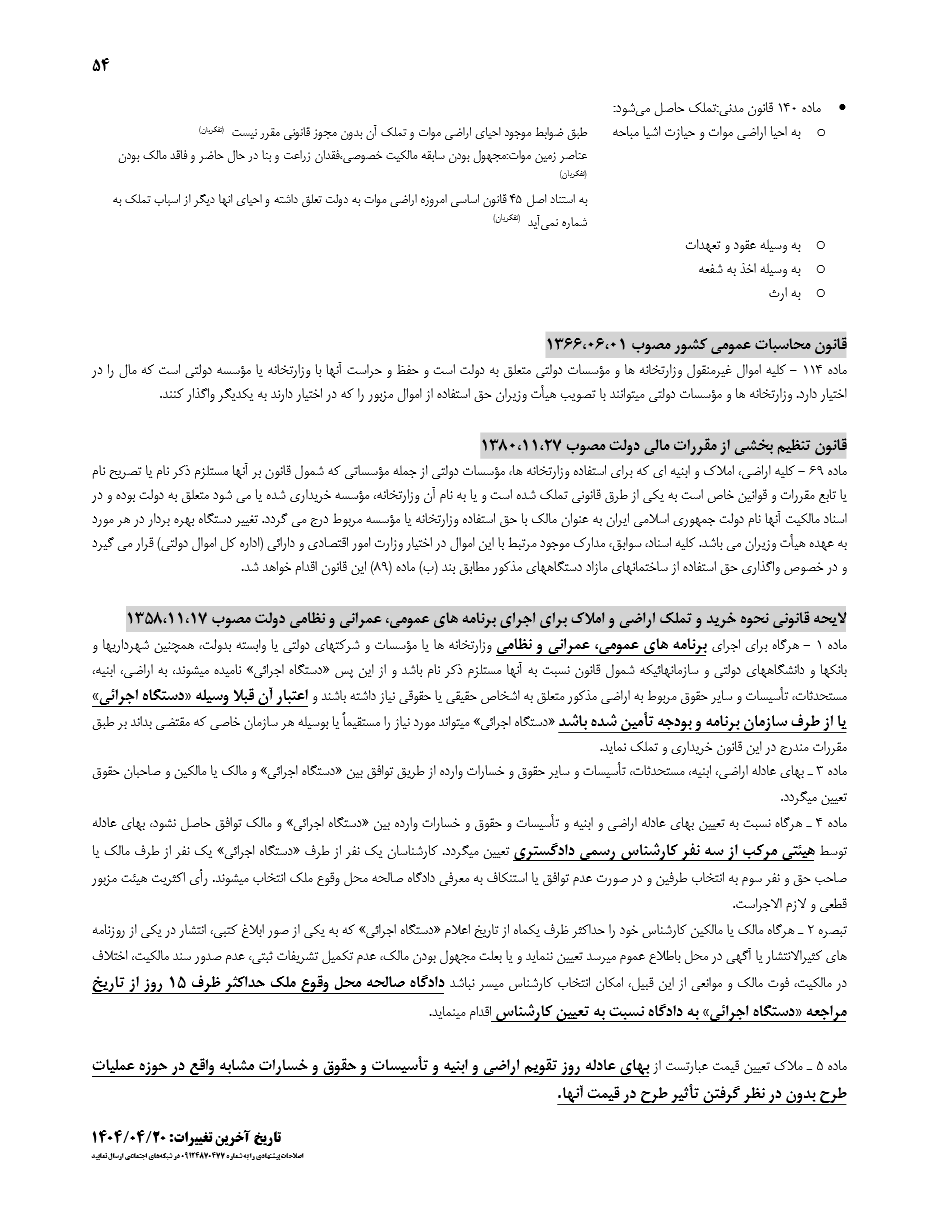 ۵۴
• ماده ۱۴۰ قانون مدنی:تملک حاصل می‌شود:
o به احیا اراضی موات و حیازت اشیا مباحه
طبق ضوابط موجود احیای اراضی موات و تملک آن بدون مجوز قانونی مقرر نیست (تفکریان)
عناصر زمین موات:مجهول بودن سابقه مالکیت خصوصی،فقدان زراعت و بنا در حال حاضر و فاقد مالک بودن
(تفکریان)
به استناد اصل ۴۵ قانون اساسی امروزه اراضی موات به دولت تعلق داشته و احیای انها دیگر از اسباب تملک به
شماره نمی‌آید (تفکریان)
o به وسیله عقود و تعهدات
o به وسیله اخذ به شفعه
o به ارث
قانون محاسبات عمومی کشور مصوب ۱۳۶۶،۰۶،۰۱
ماده ۱۱۴ - کلیه اموال غیرمنقول وزارتخانه ها و مؤسسات دولتی متعلق به دولت است و حفظ و حراست آنها با وزارتخانه یا مؤسسه دولتی است که مال را در
اختیار دارد. وزارتخانه ها و مؤسسات دولتی میتوانند با تصویب هیأت وزیران حق استفاده از اموال مزبور را که در اختیار دارند به یکدیگر واگذار کنند.
قانون تنظیم بخشی از مقررات مالی دولت مصوب ۱۳۸۰،۱۱،۲۷
ماده ۶۹ - کلیه اراضی، املاک و ابنیه ای که برای استفاده وزارتخانه ها، مؤسسات دولتی از جمله مؤسساتی که شمول قانون بر آنها مستلزم ذکر نام یا تصریح نام
یا تابع مقررات و قوانین خاص است به یکی از طرق قانونی تملک شده است و یا به نام آن وزارتخانه، مؤسسه خریداری شده یا می شود متعلق به دولت بوده و در
اسناد مالکیت آنها نام دولت جمهوری اسلامی ایران به عنوان مالک با حق استفاده وزارتخانه یا مؤسسه مربوط درج می گردد. تغییر دستگاه بهره بردار در هر مورد
به عهده هیأت وزیران می باشد. کلیه اسناد، سوابق، مدارک موجود مرتبط با این اموال در اختیار وزارت امور اقتصادی و دارائی (اداره کل اموال دولتی) قرار می گیرد
و در خصوص واگذاری حق استفاده از ساختمانهای مازاد دستگاههای مذکور مطابق بند (ب) ماده (۸۹) این قانون اقدام خواهد شد.
لایحه قانونی نحوه خرید و تملک اراضی و املاک برای اجرای برنامه های عمومی، عمرانی و نظامی دولت مصوب ۱۳۵۸،۱۱،۱۷
ماده ۱ - هرگاه برای اجرای برنامه های عمومی، عمرانی و نظامی وزارتخانه ها یا مؤسسات و شرکتهای دولتی یا وابسته بدولت، همچنین شهرداریها و
بانکها و دانشگاههای دولتی و سازمانهائیکه شمول قانون نسبت به آنها مستلزم ذکر نام باشد و از این پس «دستگاه اجرائی» نامیده میشوند، به اراضی، ابنیه،
مستحدثات، تأسیسات و سایر حقوق مربوط به اراضی مذکور متعلق به اشخاص حقیقی یا حقوقی نیاز داشته باشند و اعتبار آن قبلا وسیله «دستگاه اجرائی»
یا از طرف سازمان برنامه و بودجه تأمین شده باشد «دستگاه اجرائی» میتواند مورد نیاز را مستقیماً یا بوسیله هر سازمان خاصی که مقتضی بداند بر طبق
مقررات مندرج در این قانون خریداری و تملک نماید.
ماده ۳ ـ بهای عادله اراضی، ابنیه، مستحدثات، تأسیسات و سایر حقوق و خسارات وارده از طریق توافق بین «دستگاه اجرائی» و مالک یا مالکین و صاحبان حقوق
تعیین میگردد.
ماده ۴ ـ هرگاه نسبت به تعیین بهای عادله اراضی و ابنیه و تأسیسات و حقوق و خسارات وارده بین «دستگاه اجرائی» و مالک توافق حاصل نشود، بهای عادله
توسط هیئتی مرکب از سه نفر کارشناس رسمی دادگستری تعیین میگردد. کارشناسان یک نفر از طرف «دستگاه اجرائی» یک نفر از طرف مالک یا
صاحب حق و نفر سوم به انتخاب طرفین و در صورت عدم توافق یا استنکاف به معرفی دادگاه صالحه محل وقوع ملک انتخاب میشوند. رأی اکثریت هیئت مزبور
قطعی و لازم الاجراست.
تبصره ۲ ـ هرگاه مالک یا مالکین کارشناس خود را حداکثر ظرف یکماه از تاریخ اعلام «دستگاه اجرائی» که به یکی از صور ابلاغ کتبی، انتشار در یکی از روزنامه
های کثیرالانتشار یا آگهی در محل باطلاع عموم میرسد تعیین ننماید و یا بعلت مجهول بودن مالک، عدم تکمیل تشریفات ثبتی، عدم صدور سند مالکیت، اختلاف
در مالکیت، فوت مالک و موانعی از این قبیل، امکان انتخاب کارشناس میسر نباشد دادگاه صالحه محل وقوع ملک حداکثر ظرف ۱۵ روز از تاریخ
مراجعه «دستگاه اجرائی» به دادگاه نسبت به تعیین کارشناس اقدام مینماید.
ماده ۵ ـ ملاک تعیین قیمت عبارتست از بهای عادله روز تقویم اراضی و ابنیه و تأسیسات و حقوق و خسارات مشابه واقع در حوزه عملیات
طرح بدون در نظر گرفتن تأثیر طرح در قیمت آنها.
تاریخ آخرین تغییرات: ۱۴۰۴/۰۴/۲۰
اصلاحات پیشنهادی را به شماره ۰۹۱۲۴۸۷۰۴۷۷ در شبکه‌های اجتماعی ارسال نمایید